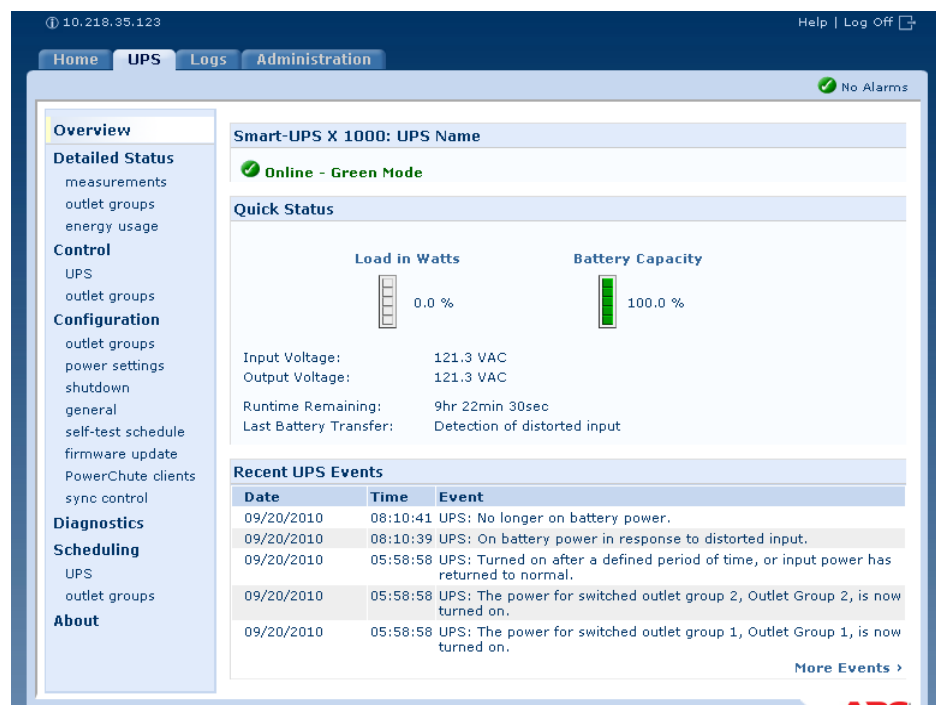 10.218.35.123
Help | Log Off
Home UPS Logs Administration
No Alarms
Overview
Detailed Status
measurements
outlet groups
energy usage
Control
UPS
outlet groups
Configuration
outlet groups
power settings
shutdown
general
self-test schedule
firmware update
PowerChute clients
sync control
Diagnostics
Scheduling
UPS
outlet groups
About
Smart-UPS X 1000: UPS Name
Online - Green Mode
Quick Status
Load in Watts Battery Capacity
0.0 % 100.0 %
Input Voltage: 121.3 VAC
Output Voltage: 121.3 VAC
Runtime Remaining: 9hr 22min 30sec
Last Battery Transfer: Detection of distorted input
Recent UPS Events
Date Time Event
09/20/2010 08:10:41 UPS: No longer on battery power.
09/20/2010 08:10:39 UPS: On battery power in response to distorted input.
09/20/2010 05:58:58 UPS: Turned on after a defined period of time, or input power has
returned to normal.
09/20/2010 05:58:58 UPS: The power for switched outlet group 2, Outlet Group 2, is now
turned on.
09/20/2010 05:58:58 UPS: The power for switched outlet group 1, Outlet Group 1, is now
turned on.
More Events ›